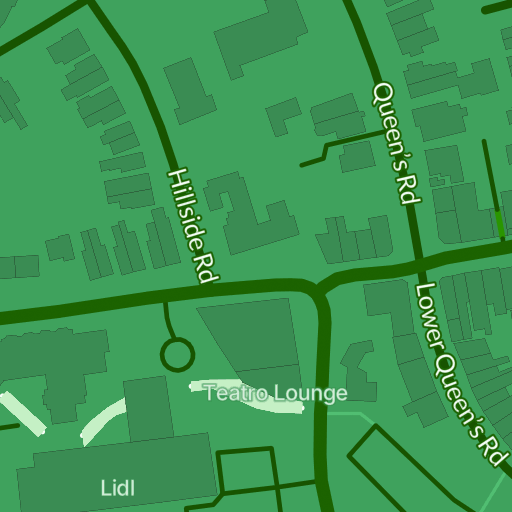 Queen's Rd
Hillside Rd
Lower Queen's Rd
Teatro Lounge
Lidl